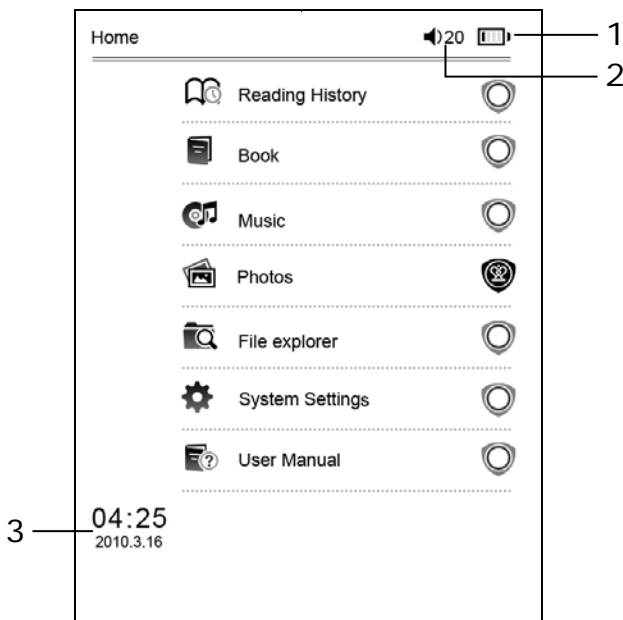 Home 20 1
2
Reading History
Book
Music
Photos
File explorer
System Settings
User Manual
04:25
3
2010.3.16